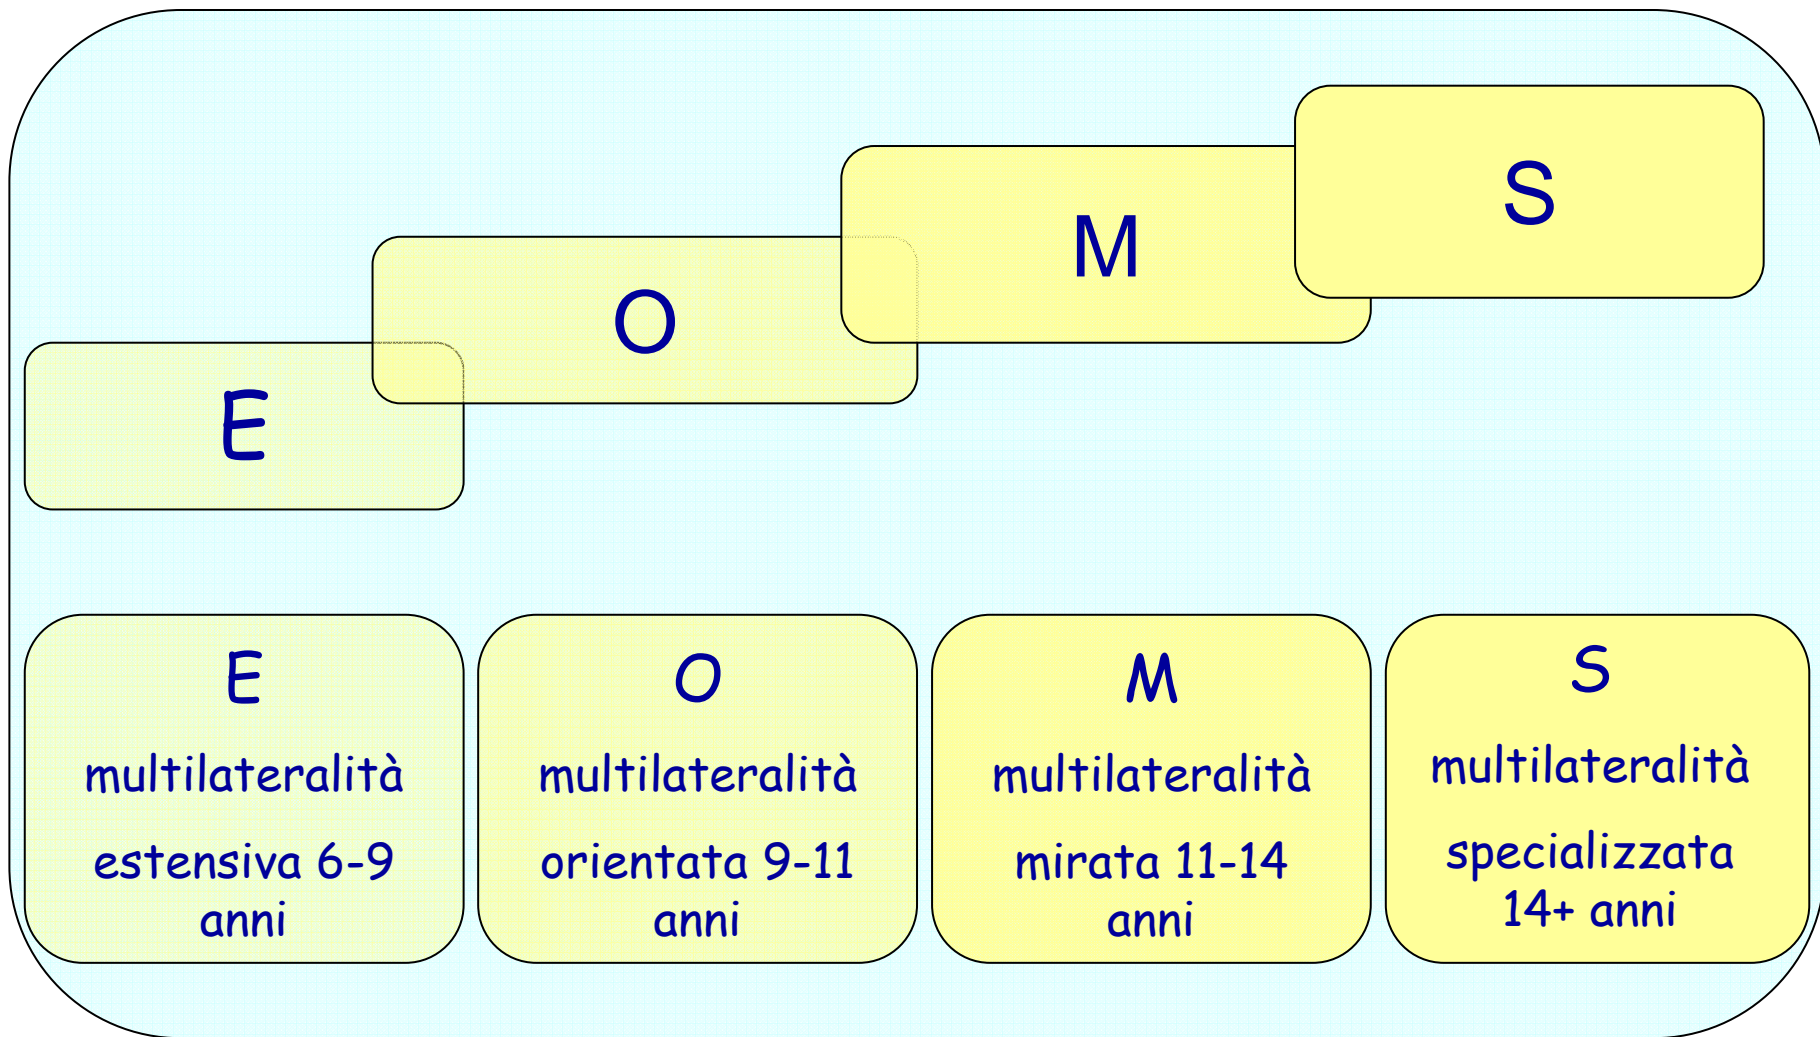 S
M
O
E
E
multilateralità
estensiva 6-9
anni
O
multilateralità
orientata 9-11
anni
M
multilateralità
mirata 11-14
anni
S
multilateralità
specializzata
14+ anni